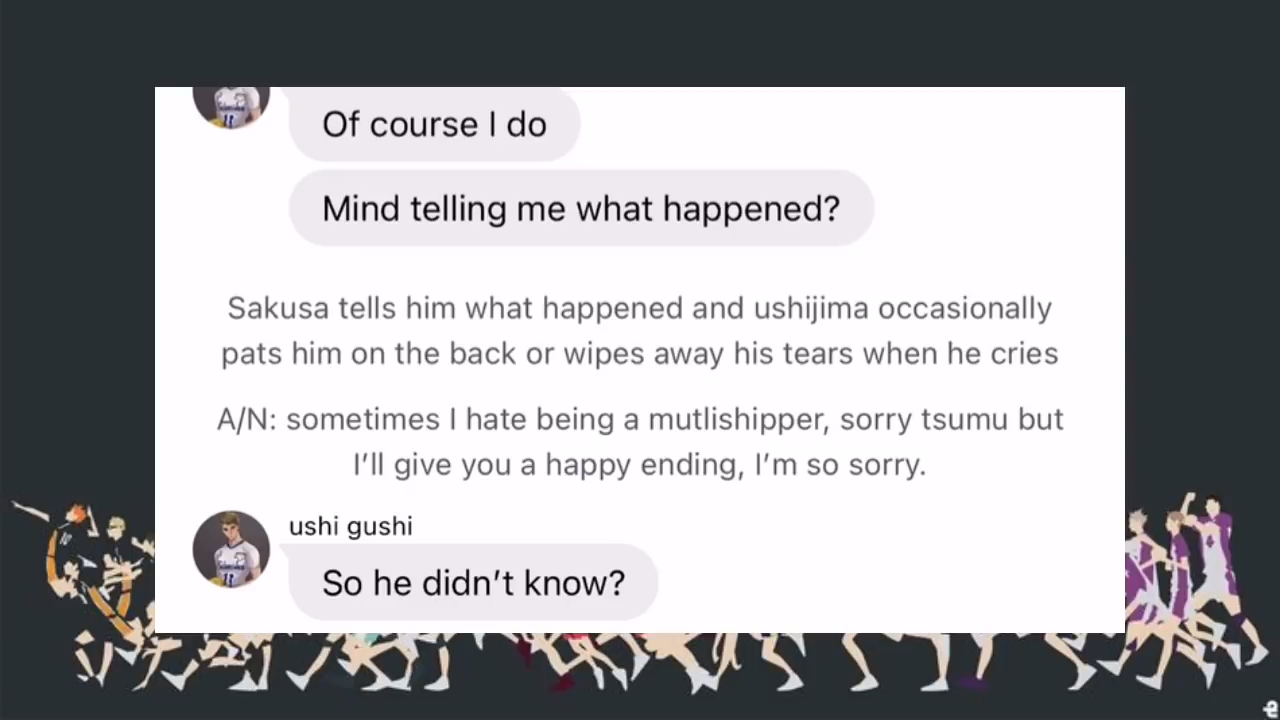 Of course I do
Mind telling me what happened?
Sakusa tells him what happened and ushijima occasionally
pats him on the back or wipes away his tears when he cries
A/N: sometimes I hate being a mutlishipper, sorry tsumu but
I’ll give you a happy ending, I’m so sorry.
ushi gushi
So he didn’t know?